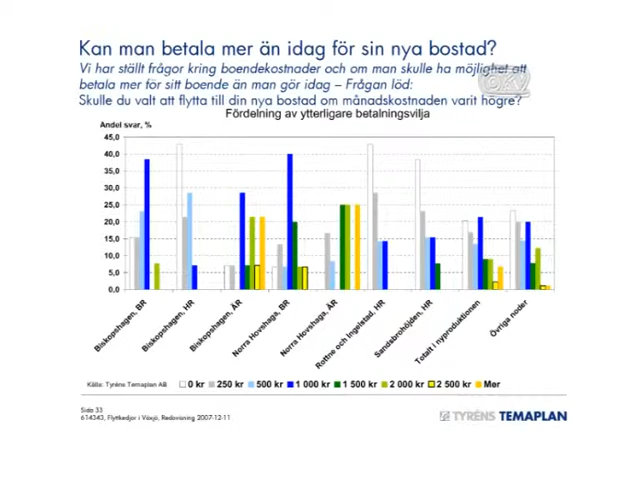 Kan man betala mer än idag för sin nya bostad?
Vi har ställt frågor kring boendekostnader och om man skulle ha möjlighet att
betala mer för sitt boende än man gör idag – Frågan löd:
Skulle du valt att flytta till din nya bostad om månadskostnaden varit högre?
Fördelning av ytterligare betalningsvilja
Andel svar, %
45,0
40,0
35,0
30,0
25,0
20,0
15,0
10,0
5,0
0,0
Biskopshagen, BR
Biskopshagen, HR
Biskopshagen, ÄR
Norra Hovshaga, BR
Norra Hovshaga, ÄR
Rottne och Ingelstad, HR
Sandsbrohöjden, HR
Totalt i nyproduktionen
Övriga noder
Källa: Tyréns Temaplan AB
0 kr 250 kr 500 kr 1 000 kr 1 500 kr 2 000 kr 2 500 kr Mer
Sida 33
614343, Flyttkedjor i Växjö, Redovisning 2007-12-11
TYRÉNS TEMAPLAN